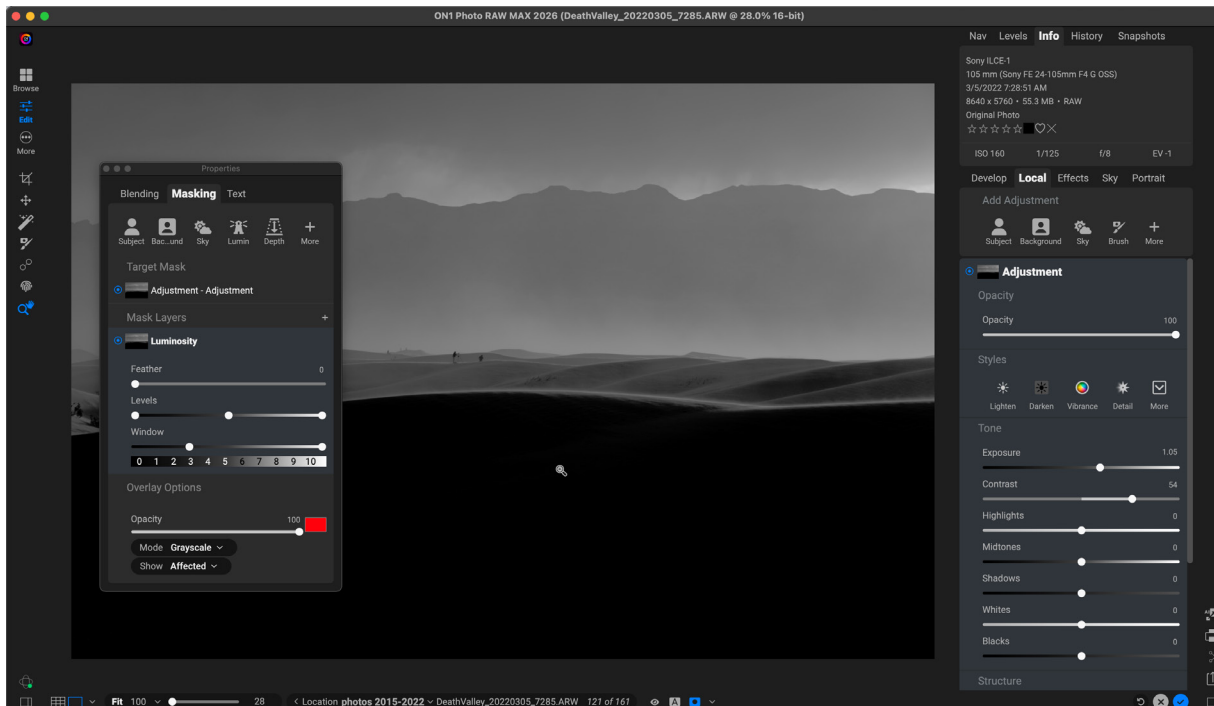 ON1 Photo RAW MAX 2026 (DeathValley_20220305_7285.ARW @ 28.0% 16-bit)
Browse
Edit
More
Properties
Blending Masking Text
Subject Bac...und Sky Lumin Depth More
Target Mask
Adjustment - Adjustment
Mask Layers +
Luminosity
Feather 0
Levels
Window
0 1 2 3 4 5 6 7 8 9 10
Overlay Options
Opacity 100
Mode Grayscale
Show Affected
Nav Levels Info History Snapshots
Sony ILCE-1
105 mm (Sony FE 24-105mm F4 G OSS)
3/5/2022 7:28:51 AM
8640 x 5760 • 55.3 MB • RAW
Original Photo
ISO 160 1/125 f/8 EV -1
Develop Local Effects Sky Portrait
Add Adjustment
Subject Background Sky Brush More
Adjustment
Opacity
Opacity 100
Styles
Lighten Darken Vibrance Detail More
Tone
Exposure 1.05
Contrast 54
Highlights 0
Midtones 0
Shadows 0
Whites 0
Blacks 0
Structure
Fit 100 28 < Location photos 2015-2022 DeathValley_20220305_7285.ARW 121 of 161 A